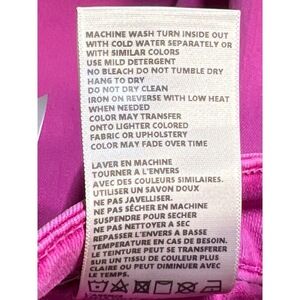 MACHINE WASH TURN INSIDE OUT
WITH COLD WATER SEPARATELY OR
WITH SIMILAR COLORS
USE MILD DETERGENT
NO BLEACH DO NOT TUMBLE DRY
HANG TO DRY
DO NOT DRY CLEAN
IRON ON REVERSE WITH LOW HEAT
WHEN NEEDED
COLOR MAY TRANSFER
ONTO LIGHTER COLORED
FABRIC OR UPHOLSTERY
COLOR MAY FADE OVER TIME
LAVER EN MACHINE
TOURNER A L'ENVERS
AVEC DES COULEURS SIMILAIRES.
UTILISER UN SAVON DOUX
NE PAS JAVELLISER.
NE PAS SÉCHER EN MACHINE
SUSPENDRE POUR SECHER
NE PAS NETTOYER A SEC
REPASSER L'ENVERS A BASSE
TEMPERATURE EN CAS DE BESOIN.
LE TEINTURE PEUT SE TRANSFERER
SUR UN TISSU DE COULEUR PLUS
CLAIRE OU PEUT DIMINUER AVEC
LE TEMPS.